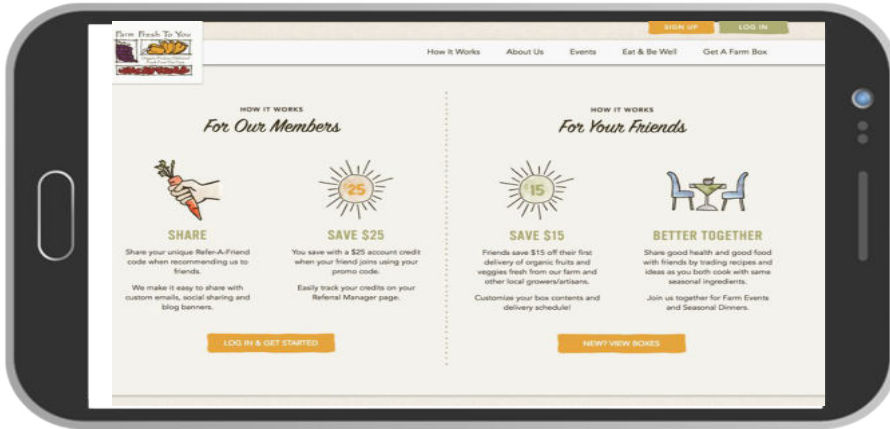 Farm Fresh To You
SIGN UP
LOG IN
How It Works
About Us
Events
Eat & Be Well
Get A Farm Box
HOW IT WORKS
For Our Members
SHARE
Share your unique Refer-A-Friend
code when recommending us to
friends.
We make it easy to share with
custom emails, social sharing and
blog banners.
$25
SAVE $25
You save with a $25 account credit
when your friend joins using your
promo code.
Easily track your credits on your
Referral Manager page.
LOG IN & GET STARTED
HOW IT WORKS
For Your Friends
$15
SAVE $15
Friends save $15 off their first
delivery of organic fruits and
veggies fresh from our farm and
other local growers/artisans.
Customize your box contents and
delivery schedule!
BETTER TOGETHER
Share good health and good food
with friends by trading recipes and
ideas as you both cook with same
seasonal ingredients.
Join us together for Farm Events
and Seasonal Dinners.
NEW? VIEW BOXES